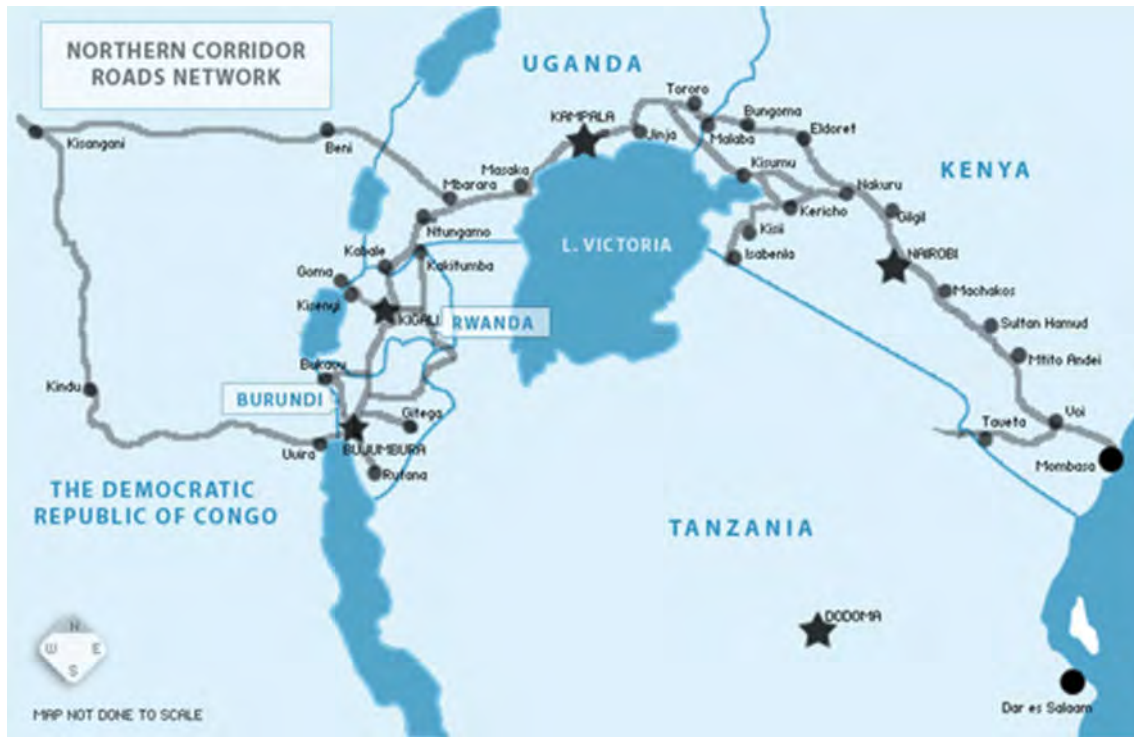 NORTHERN CORRIDOR
ROADS NETWORK
UGANDA
Tororo
KAMPALA
Bungoma
Jinja
Malaba
Eldoret
Kisangani
Beni
Masaka
Kisumu
KENYA
Mbarara
Nakuru
Kericho
Gilgil
Ntungamo
Kisii
L. VICTORIA
Kabale
Isabenia
NAIROBI
Goma
Kakitumba
Kisenyi
Machakos
KIGALI
RWANDA
Sultan Hamud
Mtito Andei
Bukavu
Kindu
BURUNDI
Gitega
Voi
Taveta
BUJUMBURA
Uvira
Mombasa
Rutana
THE DEMOCRATIC
REPUBLIC OF CONGO
TANZANIA
DODOMA
N
W E
S
Dar es Salaam
MAP NOT DONE TO SCALE